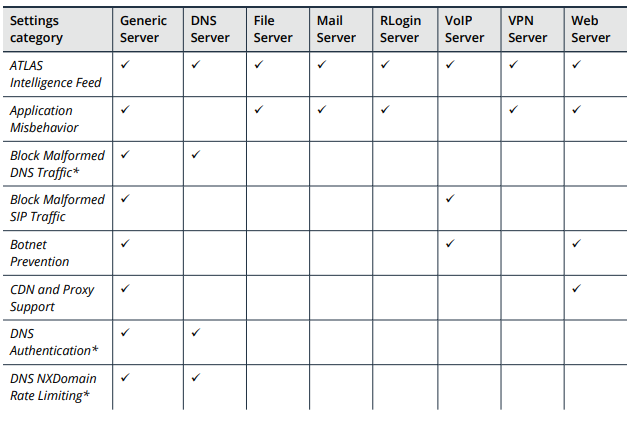 Settings category Generic Server DNS Server File Server Mail Server RLogin Server VoIP Server VPN Server Web Server
ATLAS Intelligence Feed ✓ ✓ ✓ ✓ ✓ ✓ ✓ ✓
Application Misbehavior ✓ ✓ ✓ ✓ ✓ ✓
Block Malformed DNS Traffic* ✓ ✓
Block Malformed SIP Traffic ✓ ✓
Botnet Prevention ✓ ✓ ✓
CDN and Proxy Support ✓ ✓
DNS Authentication* ✓ ✓
DNS NXDomain Rate Limiting* ✓ ✓